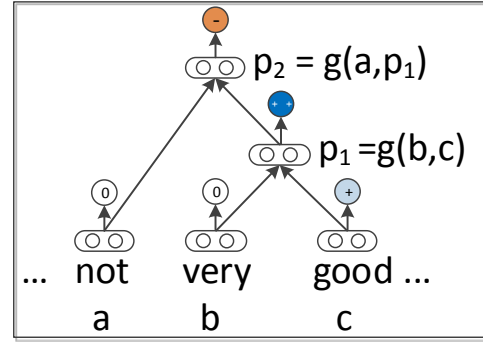 -
p₂ = g(a,p₁)
+ +
p₁ =g(b,c)
0 0 +
... not very good ...
a b c